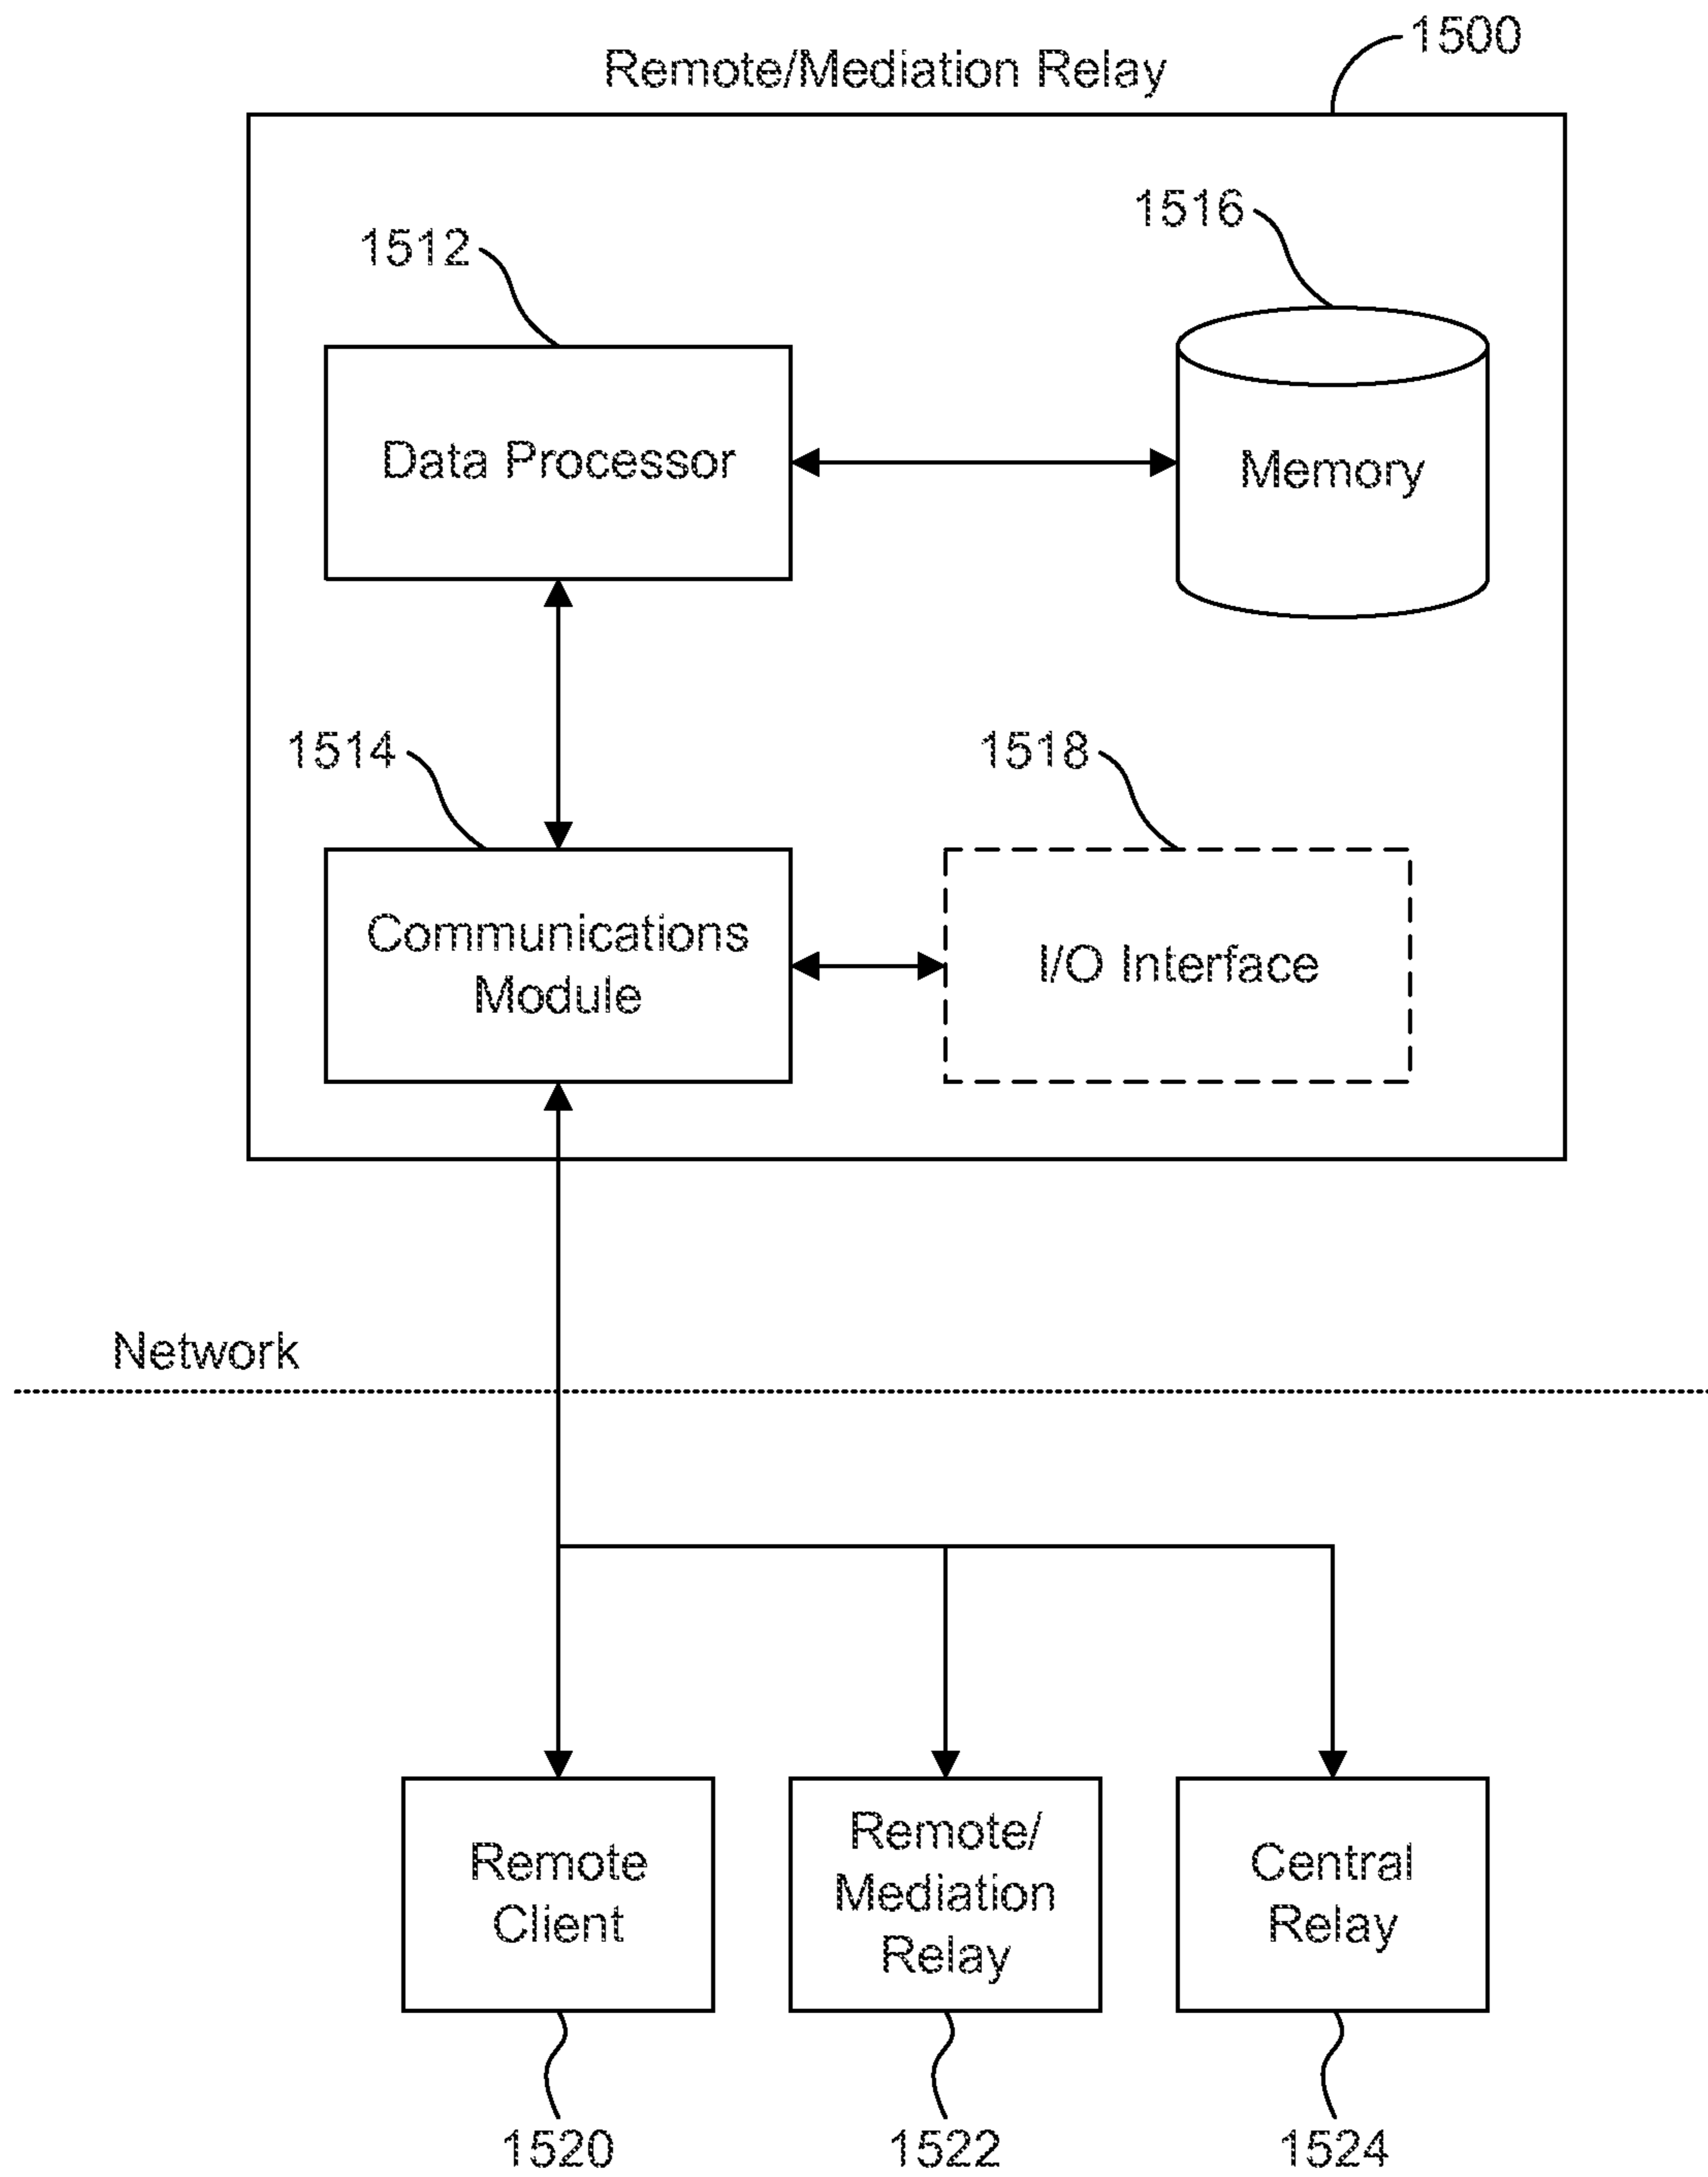 1500
Remote/Mediation Relay
1516
1512
Data Processor
Memory
1514
1518
Communications
Module
I/O Interface
Network
Remote
Client
Remote/
Mediation
Relay
Central
Relay
1520
1522
1524